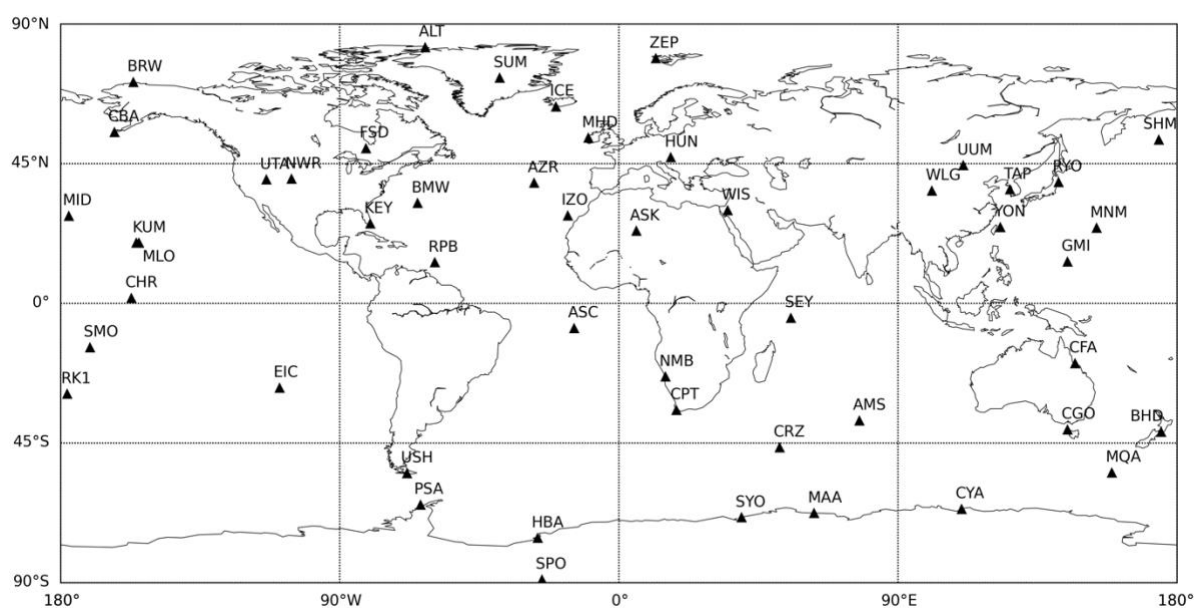 90°N
ALT
ZEP
SUM
BRW
ICE
CBA
MHD
SHM
FSD
HUN
45°N
UUM
UTA
NWR
AZR
WLG
TAP
RYO
BMW
MID
IZO
WIS
KEY
ASK
YON
MNM
KUM
RPB
GMI
MLO
CHR
0°
SEY
ASC
SMO
CFA
NMB
EIC
RK1
CPT
AMS
CGO
BHD
CRZ
45°S
USH
MQA
PSA
CYA
MAA
SYO
HBA
SPO
90°S
180° 90°W 0° 90°E 180°